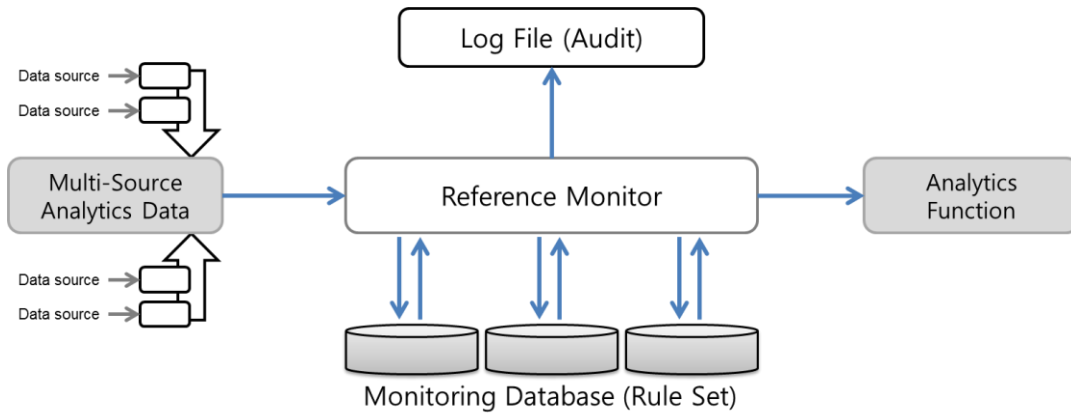 Log File (Audit)
Data source
Data source
Multi-Source
Analytics Data
Reference Monitor
Analytics
Function
Data source
Data source
Monitoring Database (Rule Set)